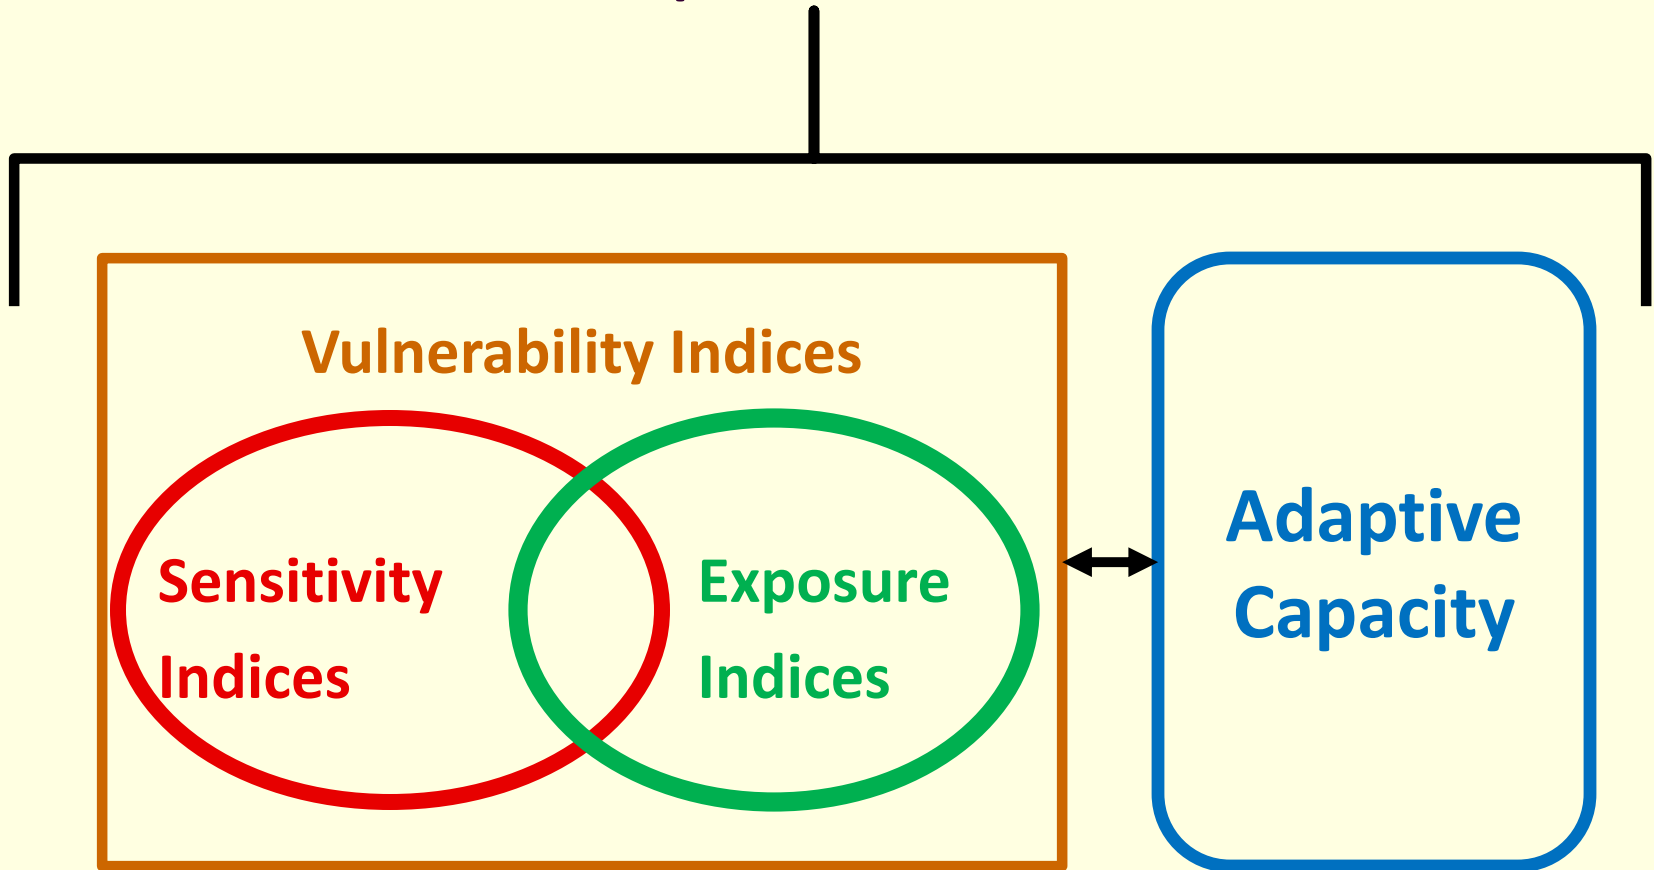 Vulnerability Indices
Sensitivity
Indices
Exposure
Indices
Adaptive
Capacity